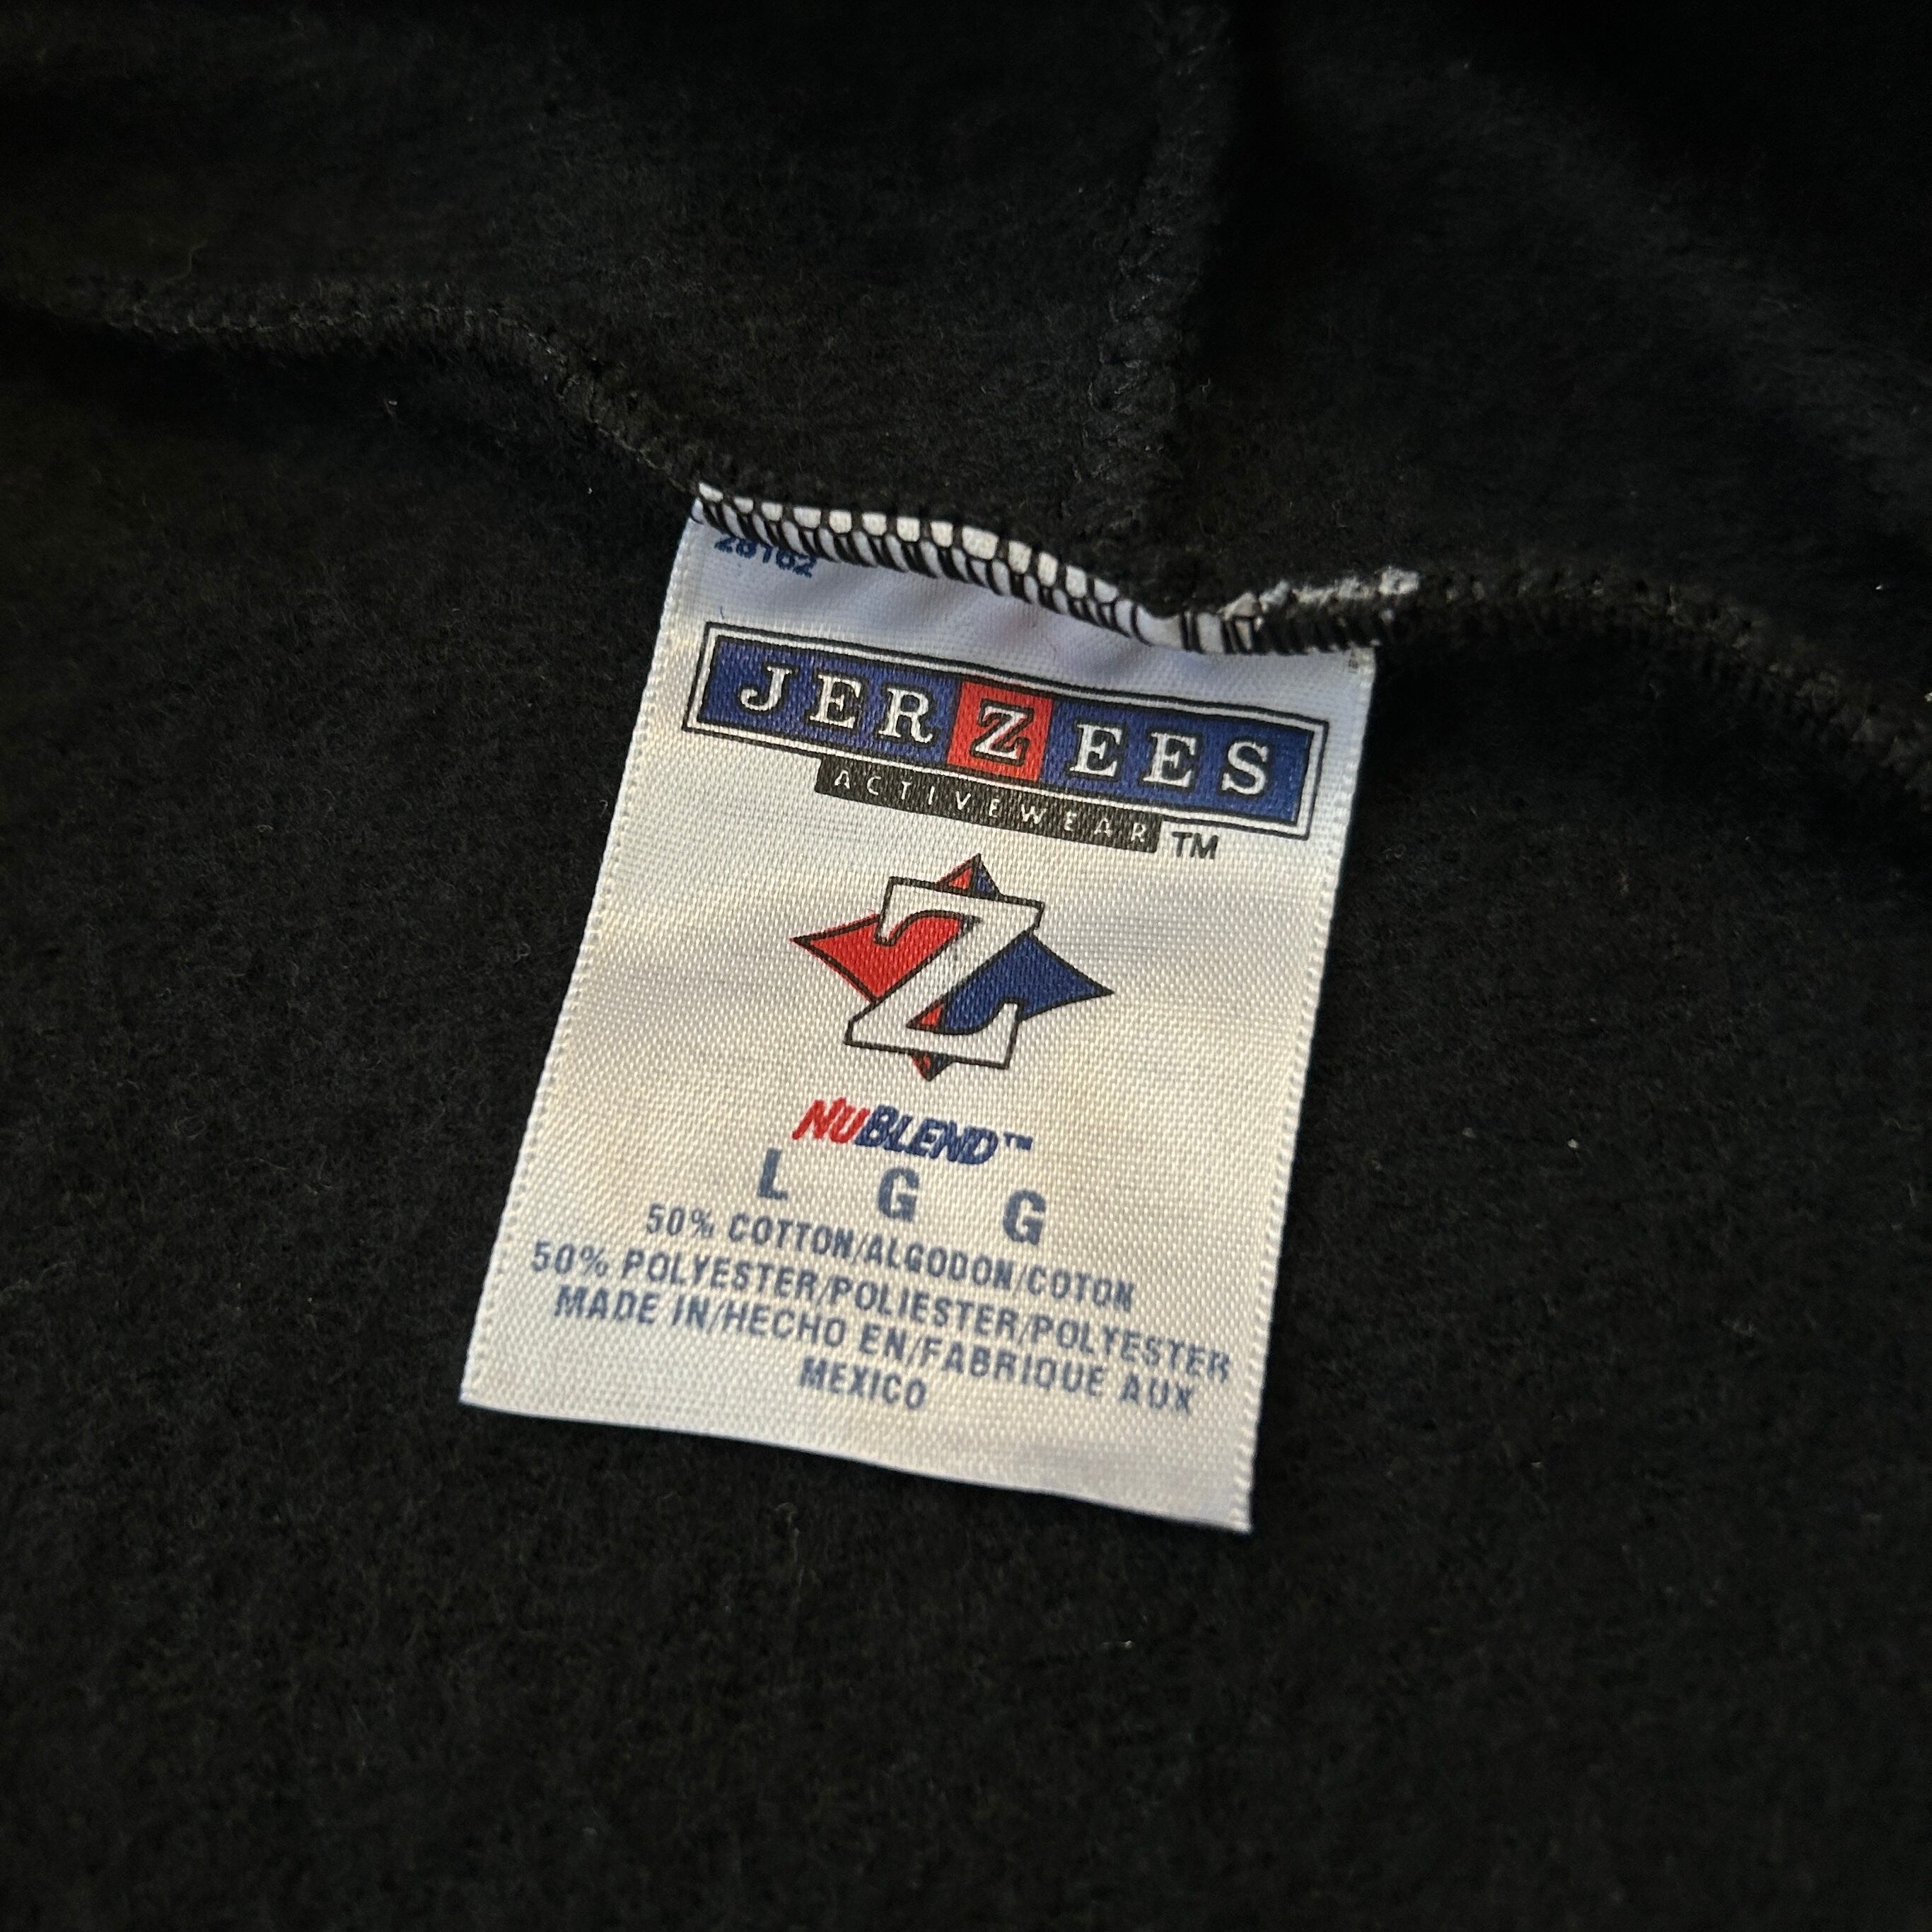 JERZEES
ACTIVEWEAR TM
Z
NUBLEND™
L G G
50% COTTON/ALGODON/COTON
50% POLYESTER/POLIESTER/POLYESTER
MADE IN/HECHO EN/FABRIQUE AUX
MEXICO